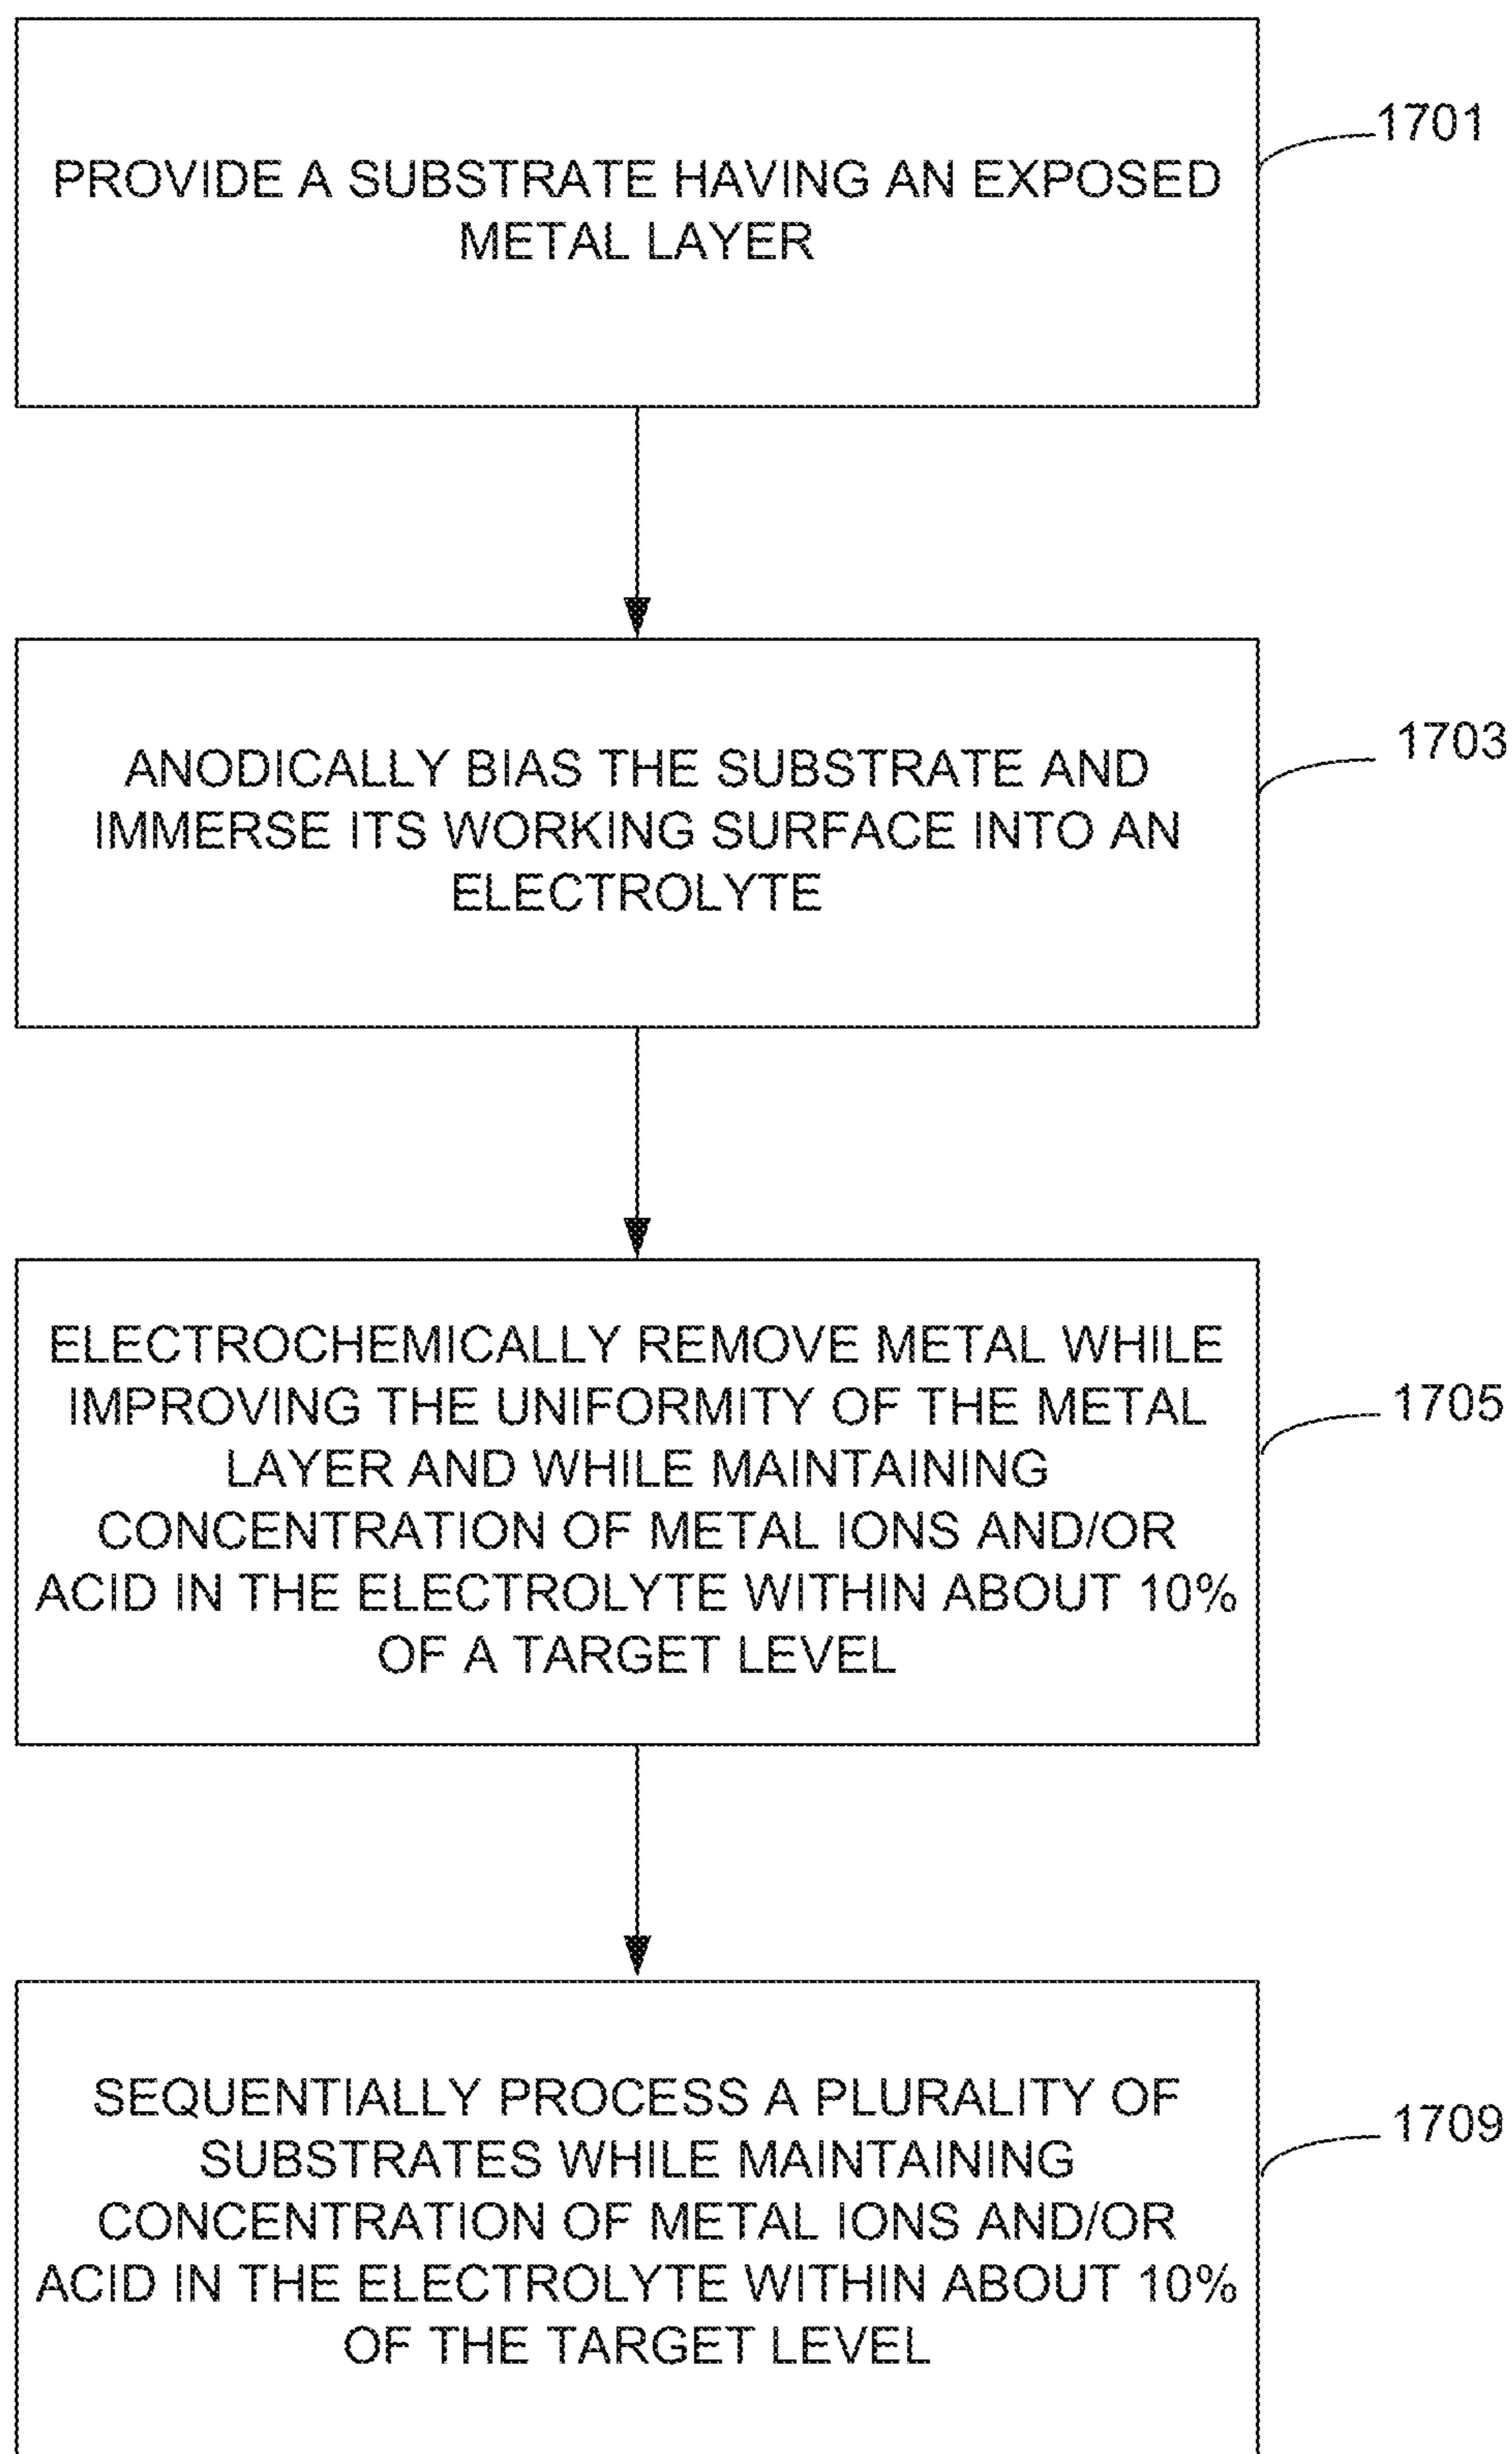 PROVIDE A SUBSTRATE HAVING AN EXPOSED
METAL LAYER
1701
ANODICALLY BIAS THE SUBSTRATE AND
IMMERSE ITS WORKING SURFACE INTO AN
ELECTROLYTE
1703
ELECTROCHEMICALLY REMOVE METAL WHILE
IMPROVING THE UNIFORMITY OF THE METAL
LAYER AND WHILE MAINTAINING
CONCENTRATION OF METAL IONS AND/OR
ACID IN THE ELECTROLYTE WITHIN ABOUT 10%
OF A TARGET LEVEL
1705
SEQUENTIALLY PROCESS A PLURALITY OF
SUBSTRATES WHILE MAINTAINING
CONCENTRATION OF METAL IONS AND/OR
ACID IN THE ELECTROLYTE WITHIN ABOUT 10%
OF THE TARGET LEVEL
1709